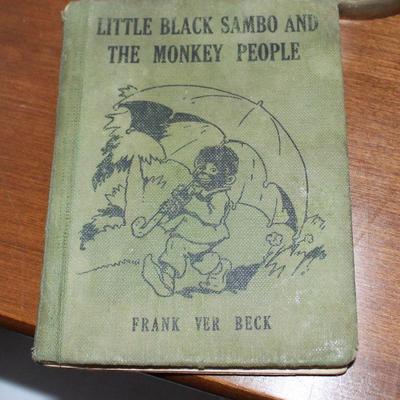 LITTLE BLACK SAMBO AND
THE MONKEY PEOPLE
FRANK VER BECK